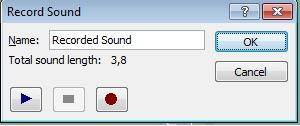 Record Sound
Name: Recorded Sound
OK
Total sound length: 3,8
Cancel